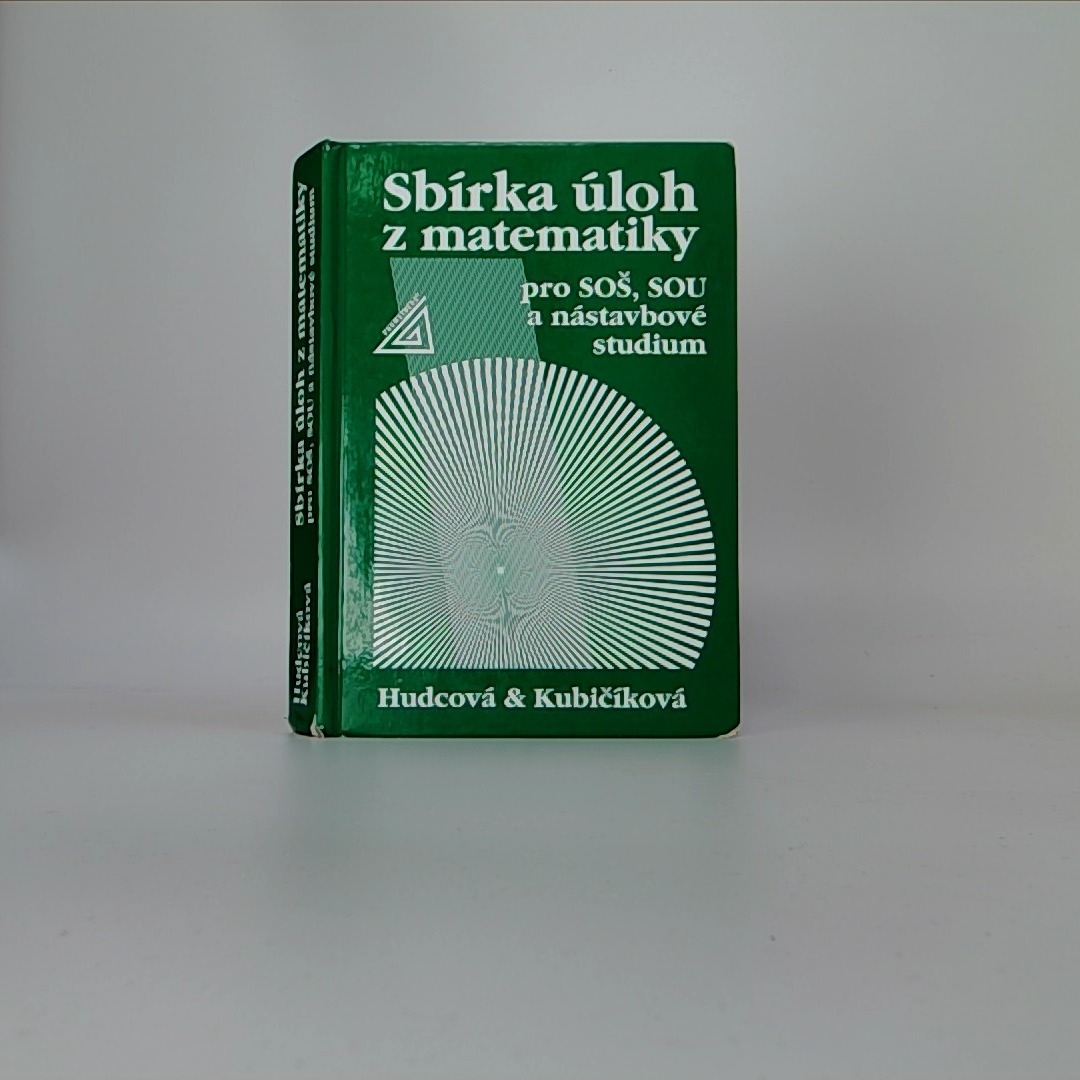 Sbírka úloh
z matematiky
pro SOŠ, SOU
a nástavbové
studium
PROMETHEUS
Hudcová & Kubičíková
Sbírka úloh z matematiky
pro SOŠ, SOU a nástavbové studium
Hudcová
Kubičíková